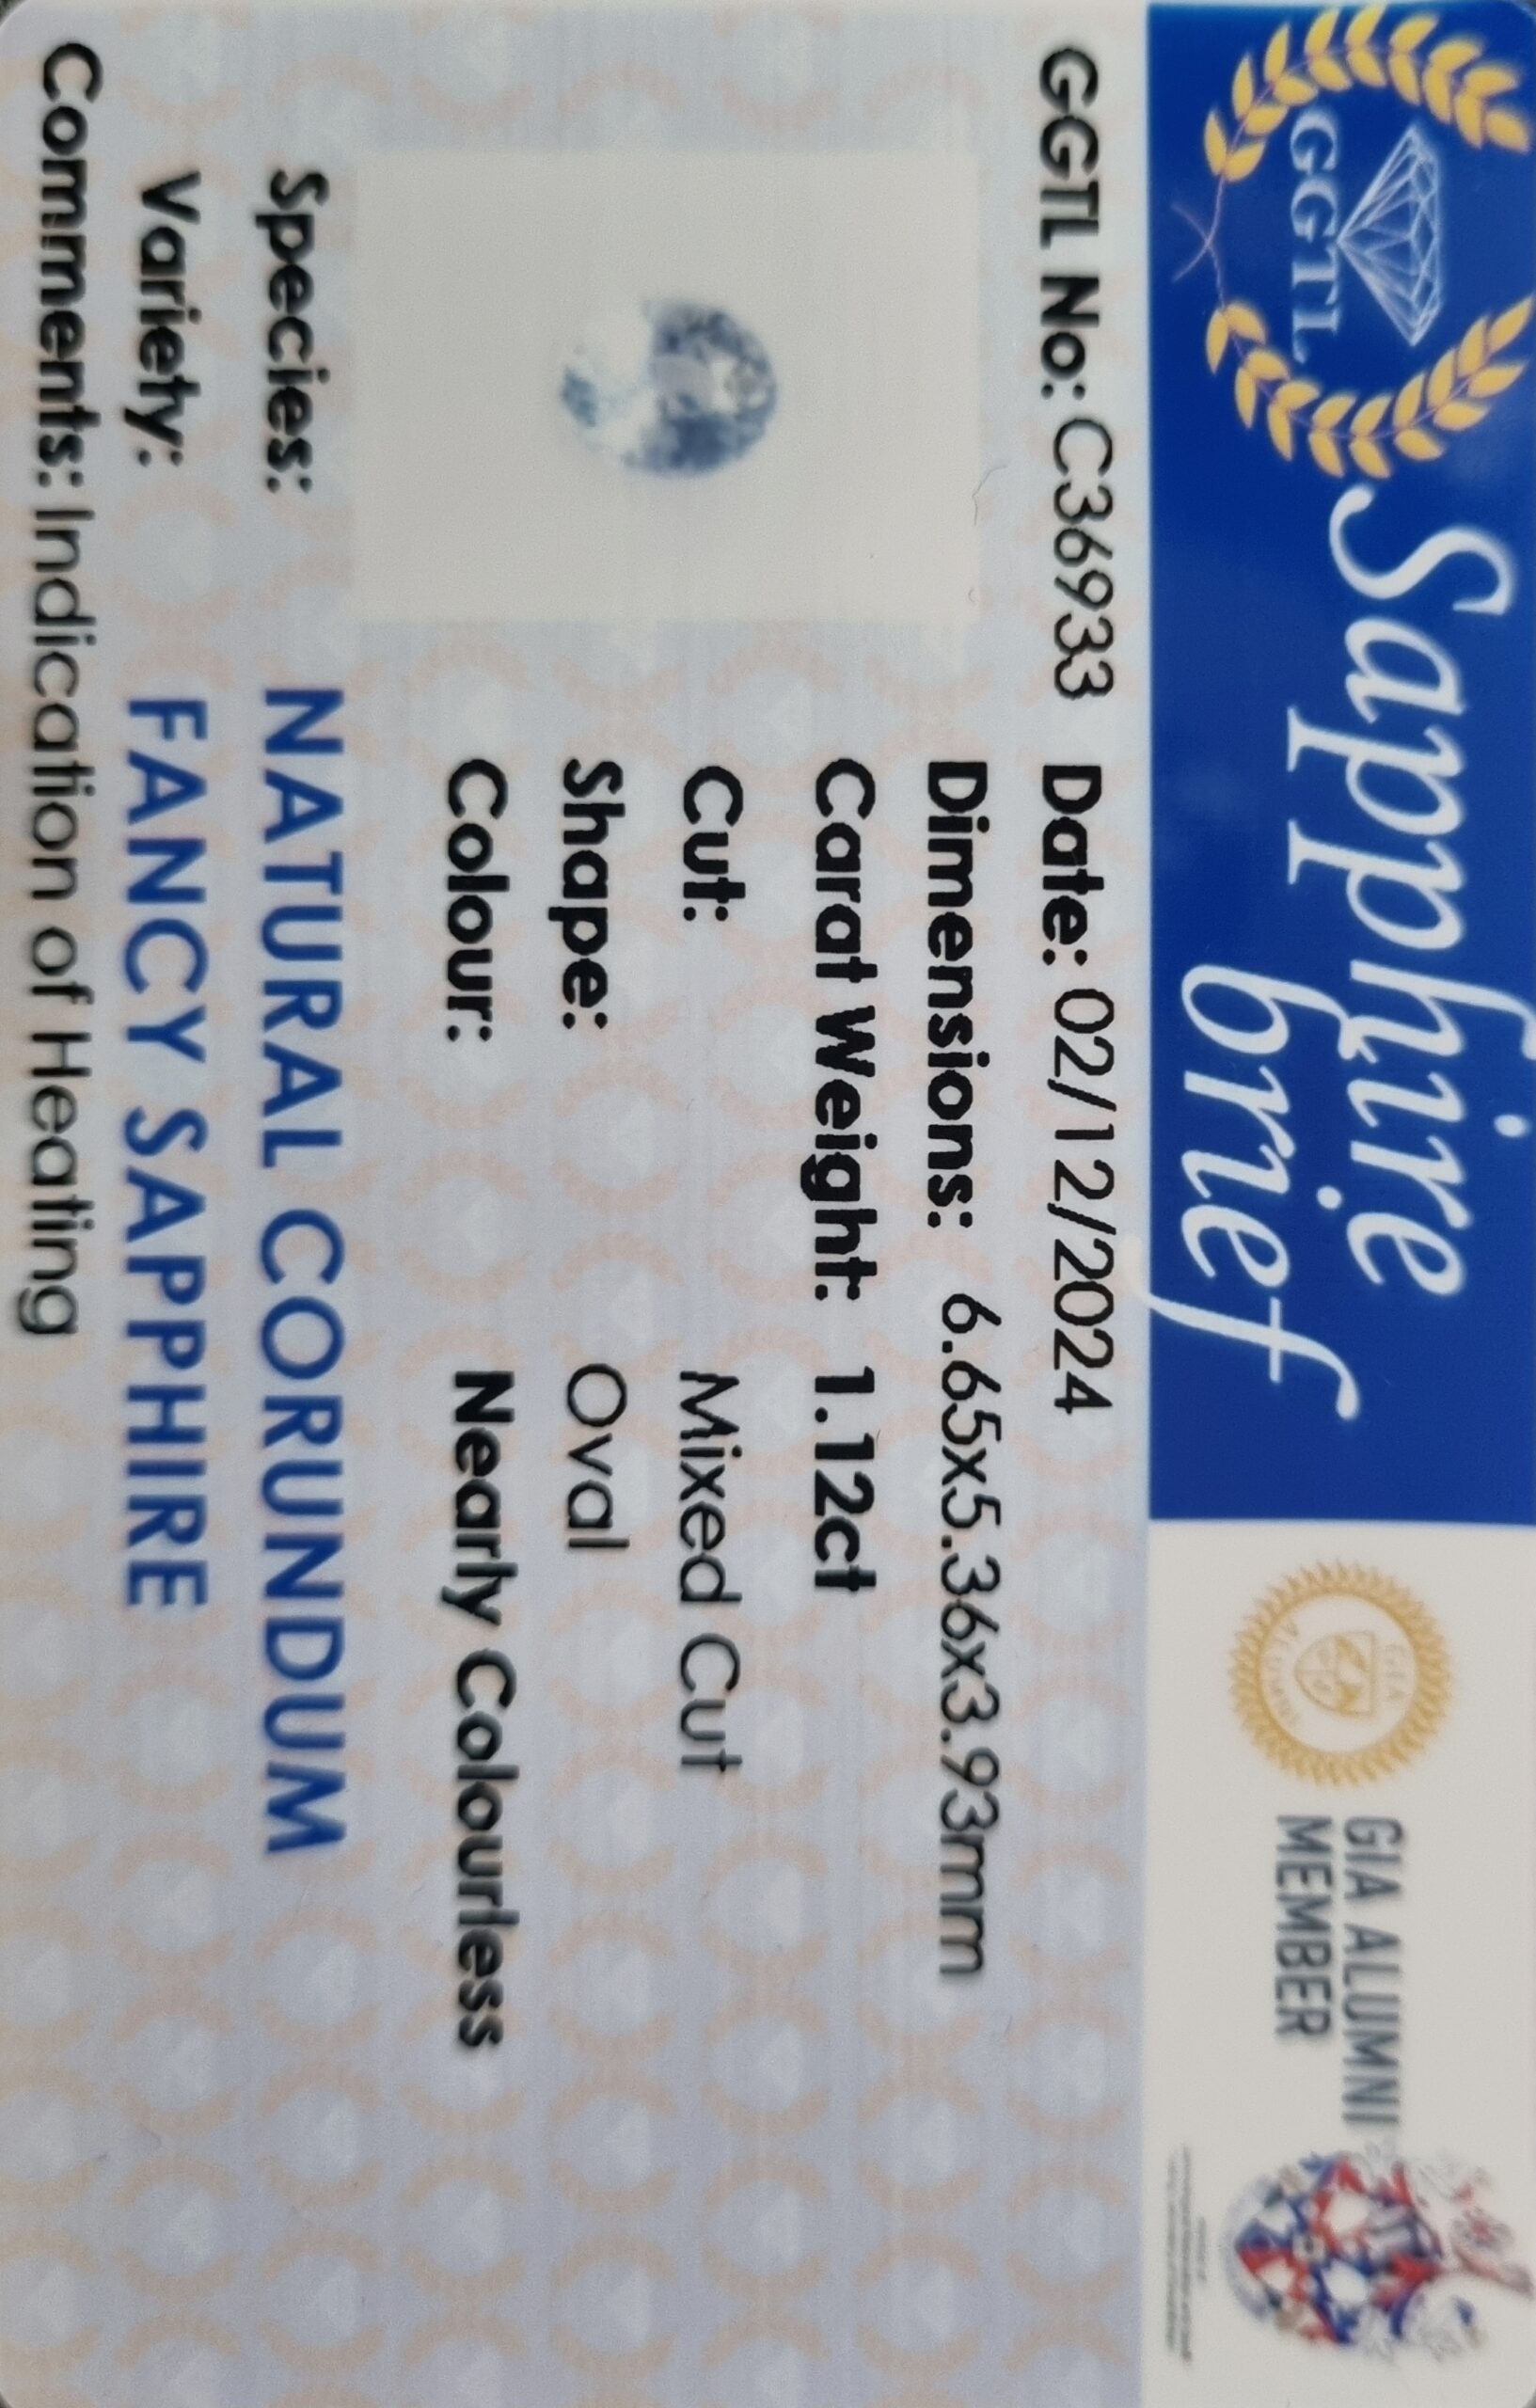 GGTL
Sapphire
brief
GIA ALUMNI
MEMBER
GGTL No: C36933 Date: 02/12/2024
Dimensions: 6.65x5.36x3.93mm
Carat Weight: 1.12ct
Cut: Mixed Cut
Shape: Oval
Colour: Nearly Colourless
Species: NATURAL CORUNDUM
Variety: FANCY SAPPHIRE
Comments: Indication of Heating